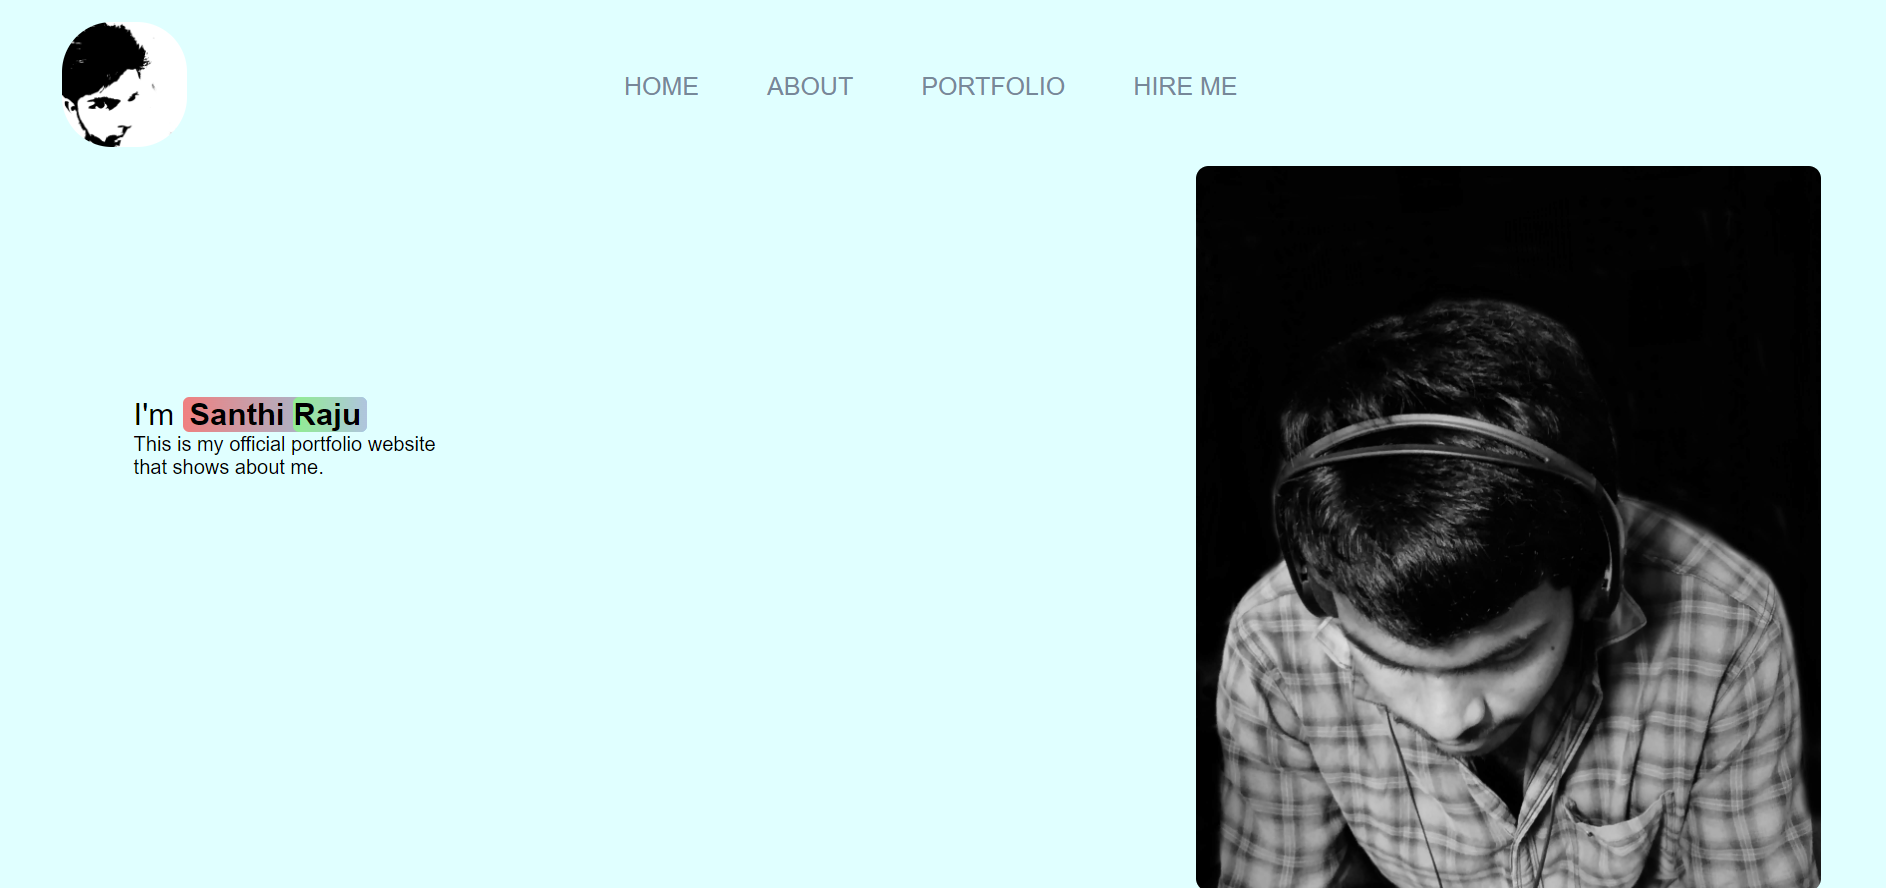 HOME ABOUT PORTFOLIO HIRE ME
I'm Santhi Raju
This is my official portfolio website
that shows about me.